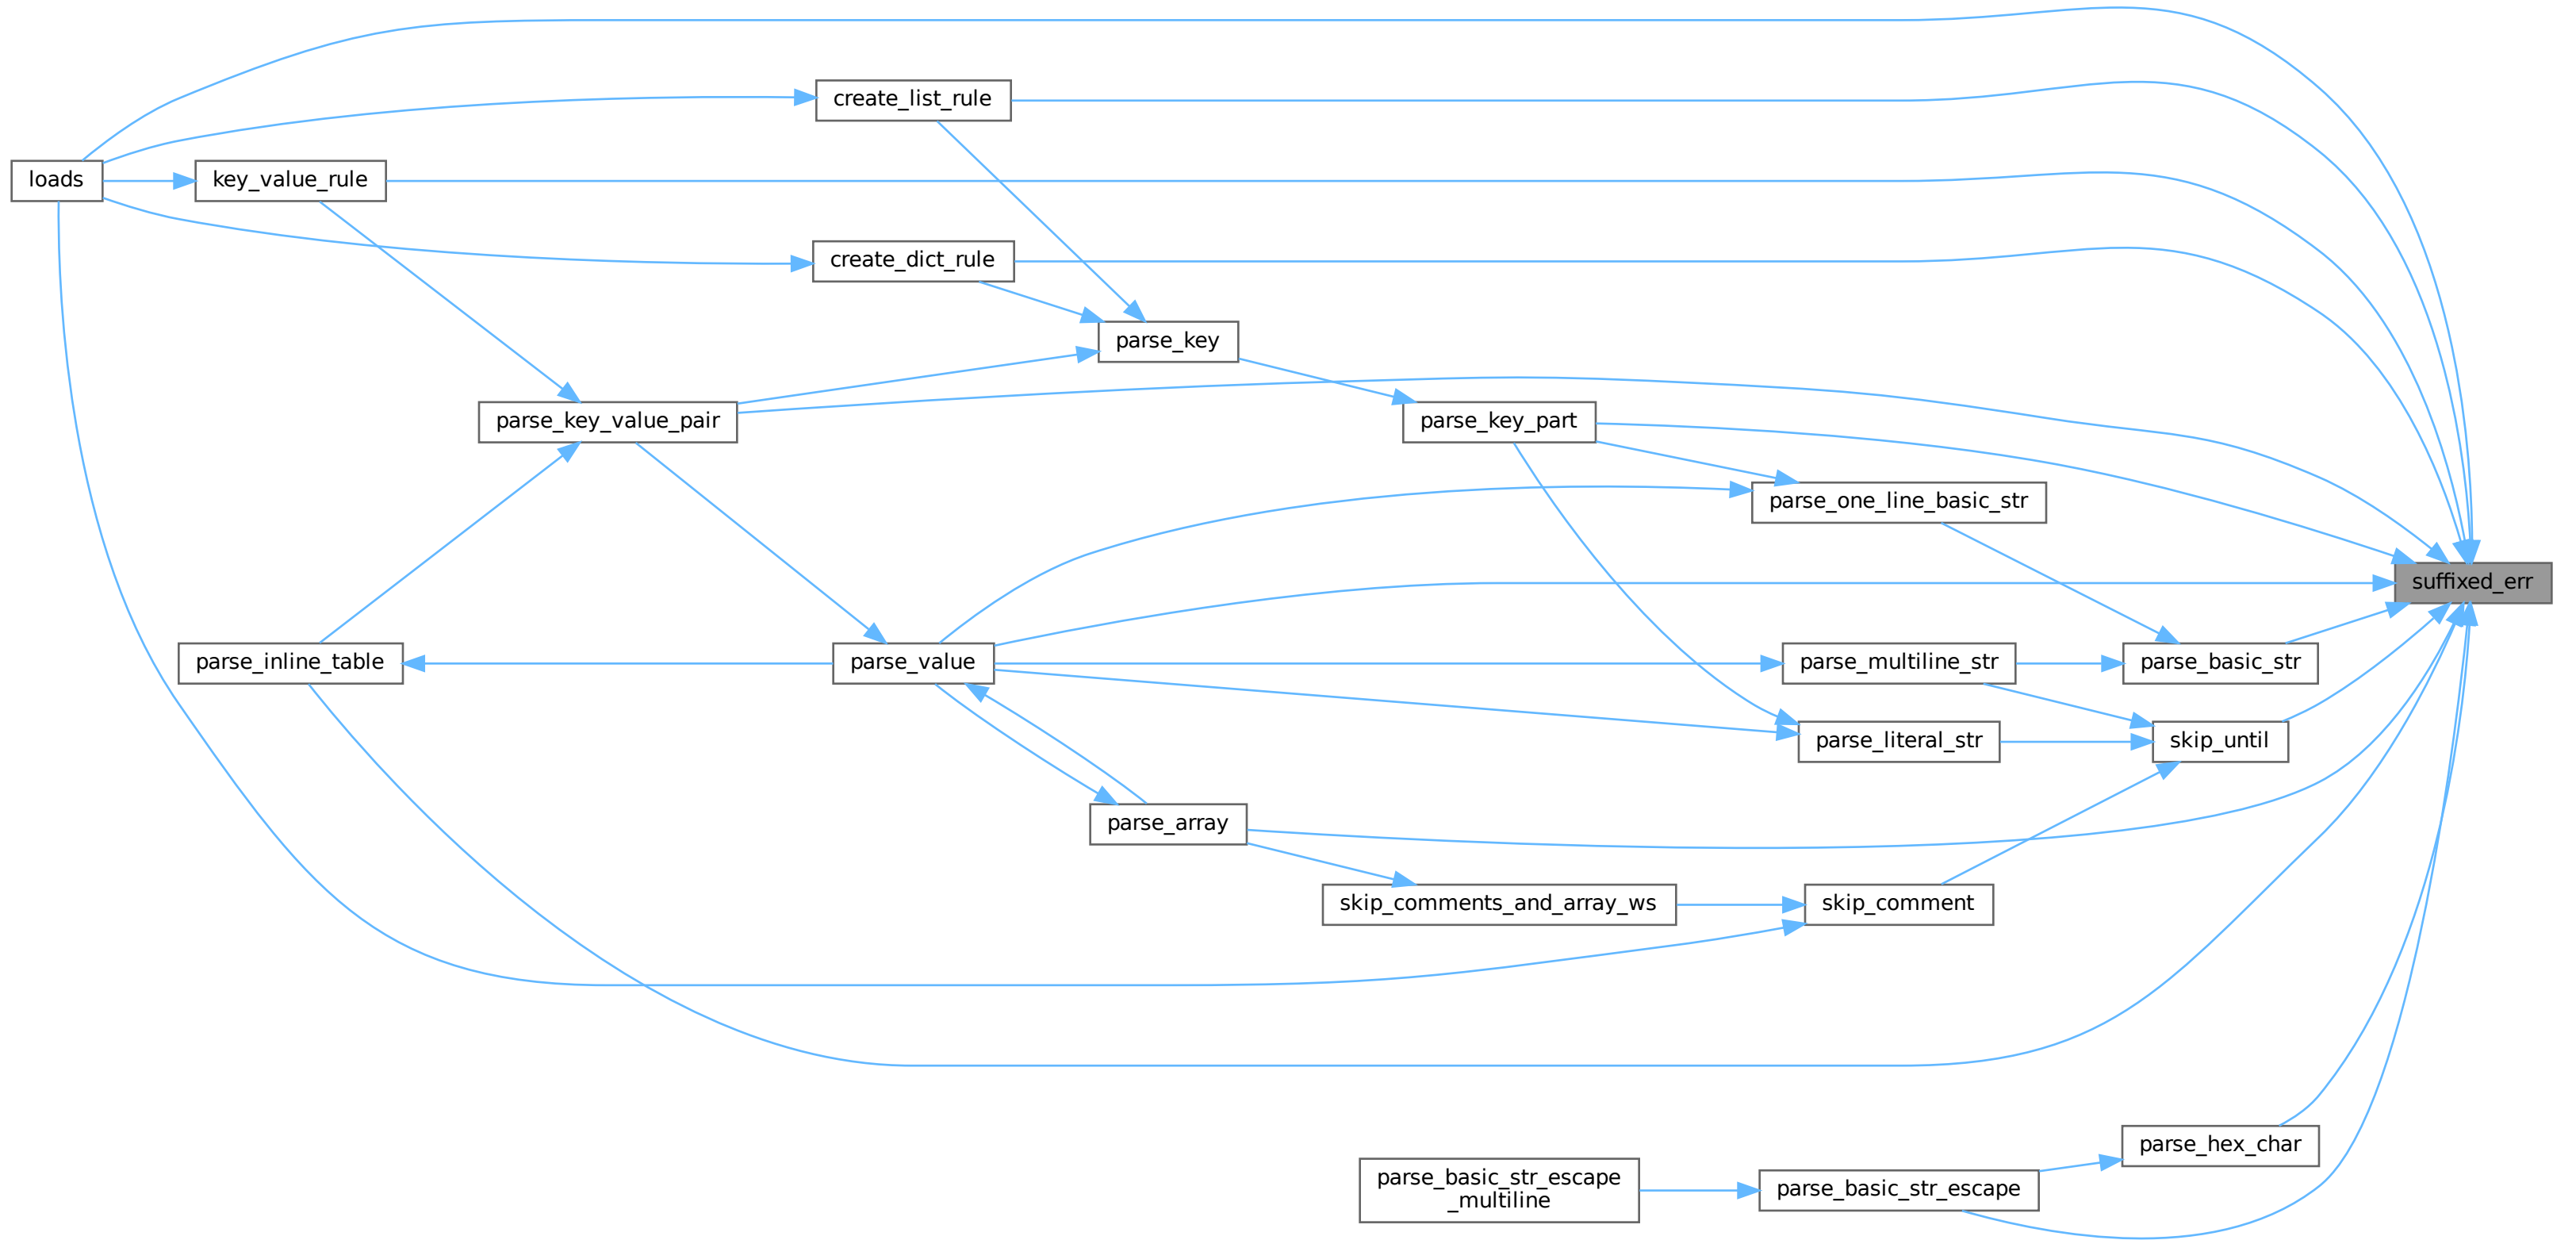 create_list_rule
loads
key_value_rule
create_dict_rule
parse_key
parse_key_value_pair
parse_key_part
parse_one_line_basic_str
suffixed_err
parse_inline_table
parse_value
parse_multiline_str
parse_basic_str
parse_literal_str
skip_until
parse_array
skip_comments_and_array_ws
skip_comment
parse_hex_char
parse_basic_str_escape
_multiline
parse_basic_str_escape